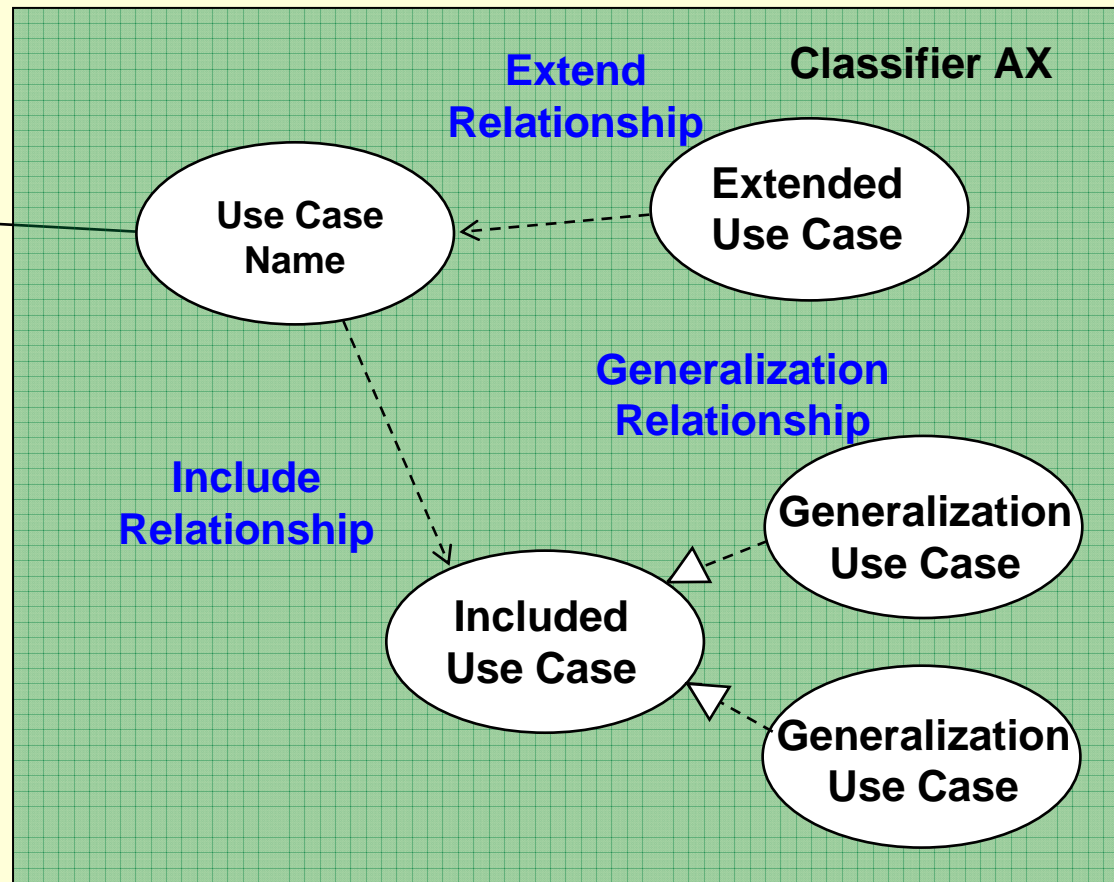 Classifier AX
Extend
Relationship
Extended
Use Case
Use Case
Name
Generalization
Relationship
Include
Relationship
Generalization
Use Case
Included
Use Case
Generalization
Use Case